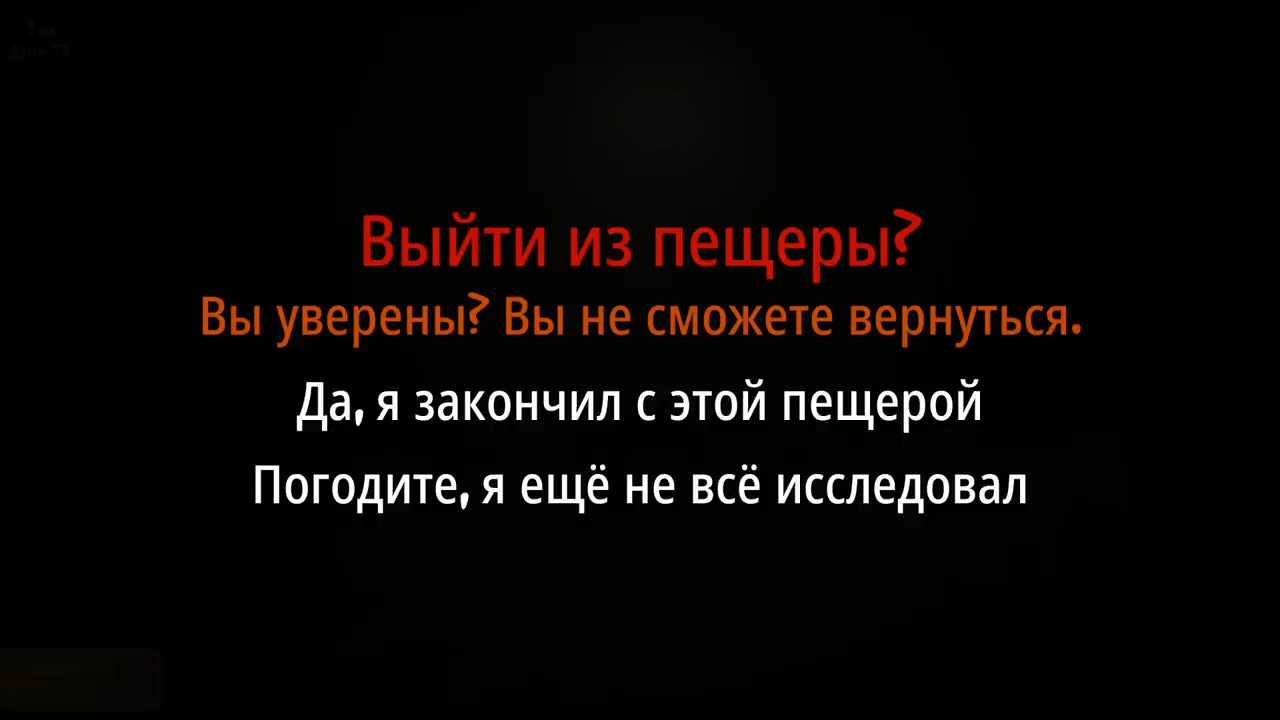 Выйти из пещеры?
Вы уверены? Вы не сможете вернуться.
Да, я закончил с этой пещерой
Погодите, я ещё не всё исследовал